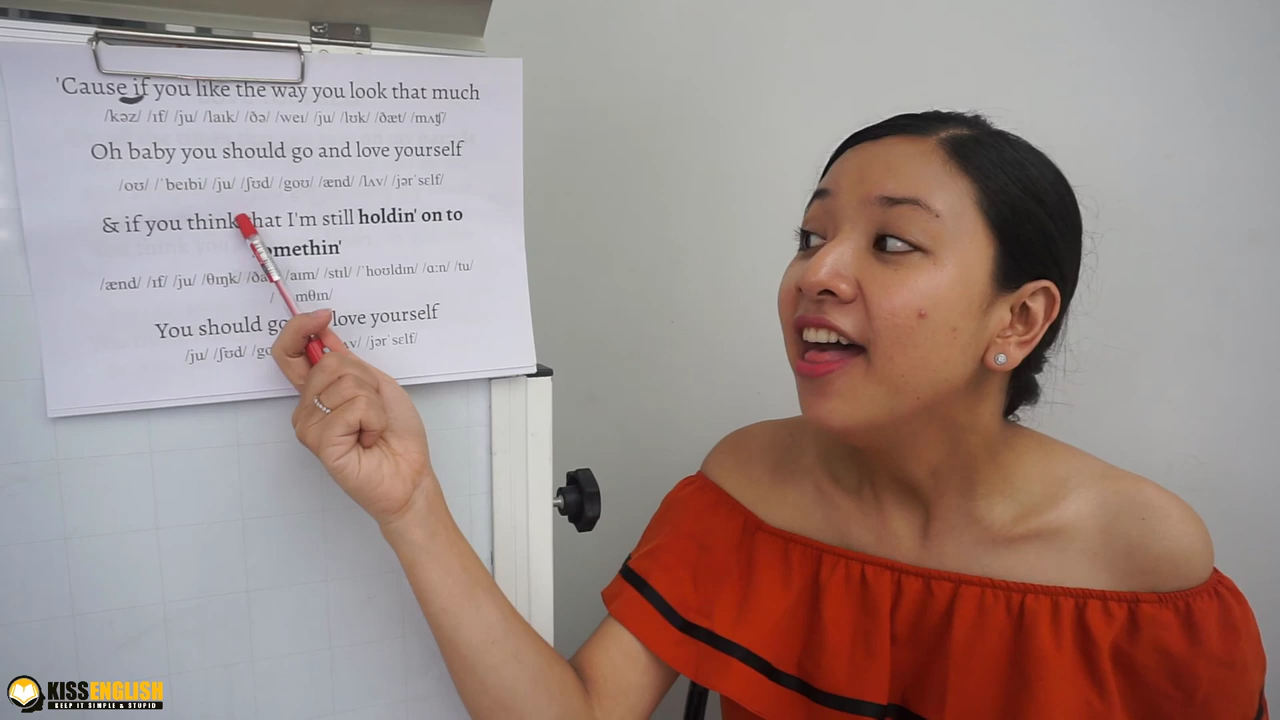 'Cause if you like the way you look that much
/kəz/ /ɪf/ /ju/ /laɪk/ /ðə/ /weɪ/ /ju/ /lʊk/ /ðæt/ /mʌʧ/
Oh baby you should go and love yourself
/oʊ/ /ˈbeɪbi/ /ju/ /ʃʊd/ /goʊ/ /ænd/ /lʌv/ /jərˈsɛlf/
& if you think that I'm still holdin' on to
omethin'
/ænd/ /ɪf/ /ju/ /θɪŋk/ /aɪm/ /stɪl/ /ˈhoʊldɪn/ /ɑːn/ /tu/
mθɪn/
You should go love yourself
/ju/ /ʃʊd/ /jərˈsɛlf/
KISSENGLISH
KEEP IT SIMPLE & STUPID